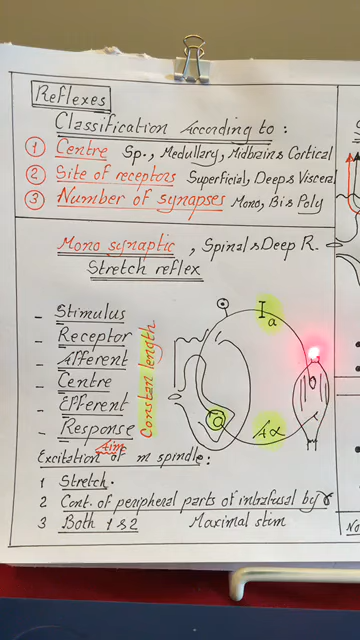 Reflexes
Classification According to :
1 Centre Sp., Medullary, Midbrain & Cortical
2 Site of receptors Superficial, Deep & Visceral
3 Number of synapses Mono, Bi & Poly
Mono synaptic , Spinal & Deep R.
Stretch reflex
- Stimulus
- Receptor
- Afferent
- Centre
- Efferent
- Response
Aim
Constan length
Ia
Aα
Excitation of m spindle:
1 Stretch.
2 Cont. of peripheral parts of intrafusal by γ
3 Both 1 & 2 Maximal stim